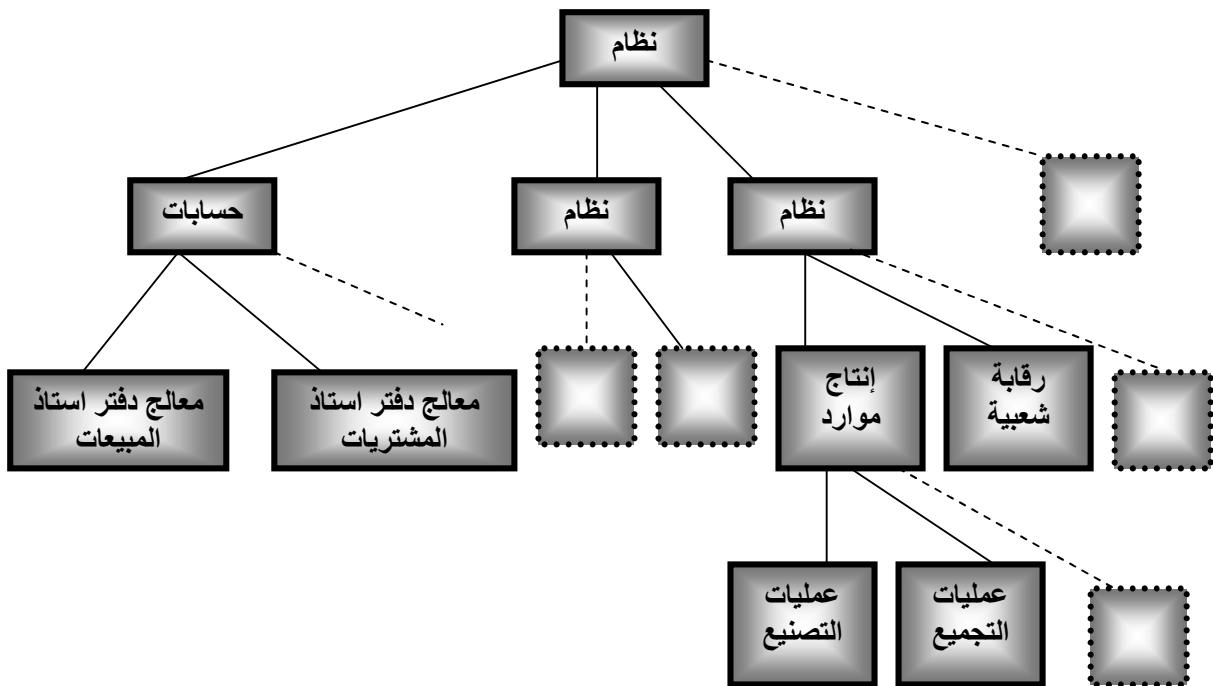 نظام
حسابات
نظام
نظام
معالج دفتر استاذ
المبيعات
معالج دفتر استاذ
المشتريات
إنتاج
موارد
رقابة
شعبية
عمليات
التصنيع
عمليات
التجميع